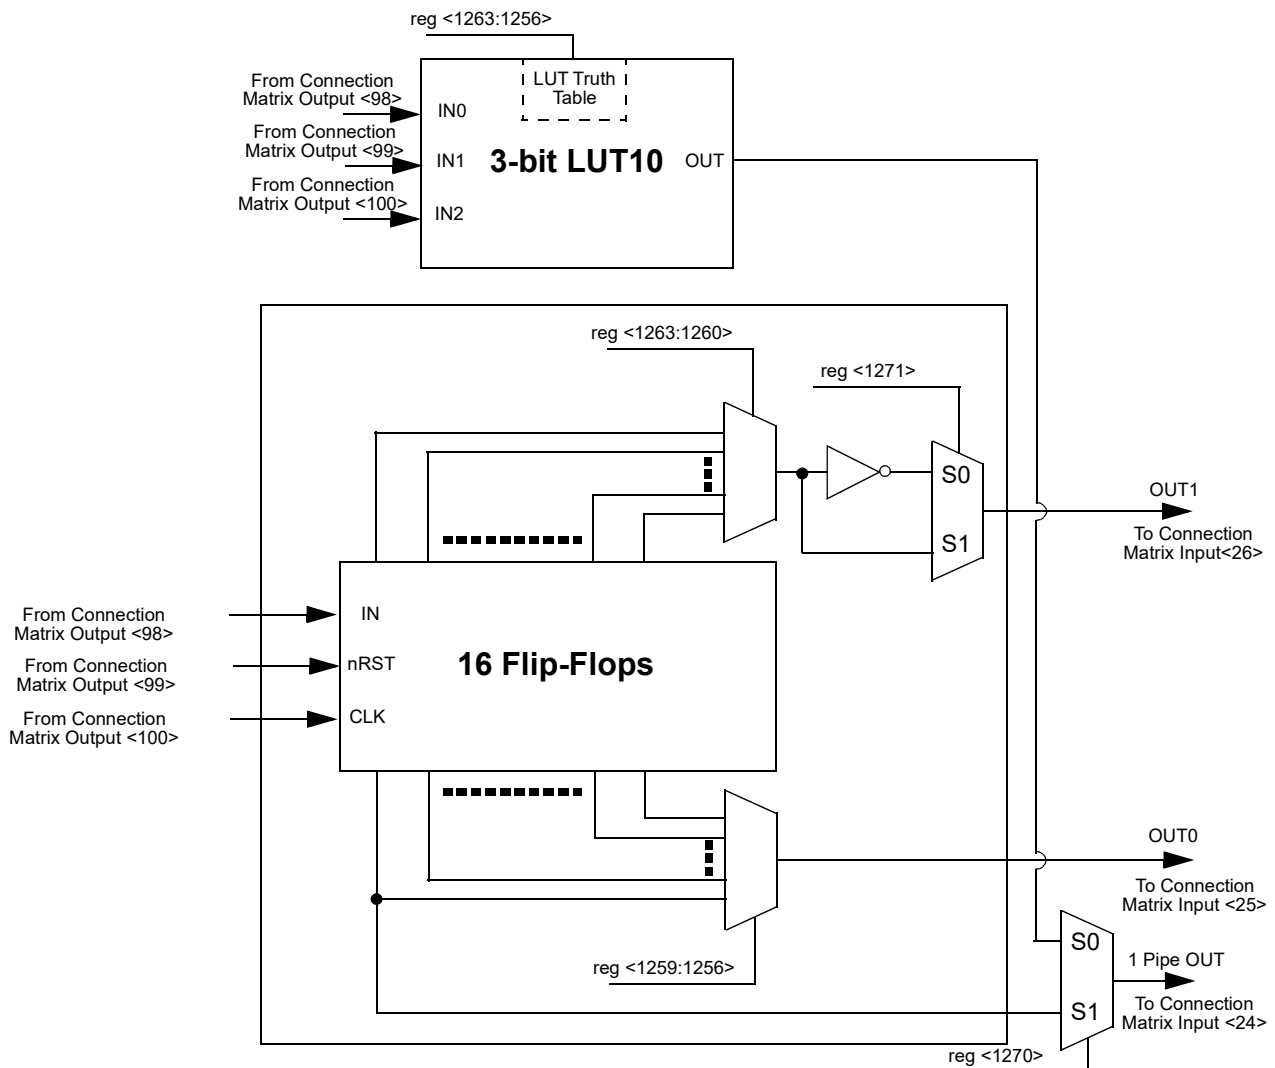 reg <1263:1256>
From Connection
Matrix Output <98>
LUT Truth
Table
IN0
From Connection
Matrix Output <99>
IN1
3-bit LUT10
OUT
From Connection
Matrix Output <100>
IN2
reg <1263:1260>
reg <1271>
S0
S1
OUT1
To Connection
Matrix Input<26>
From Connection
Matrix Output <98>
IN
From Connection
Matrix Output <99>
nRST
16 Flip-Flops
From Connection
Matrix Output <100>
CLK
OUT0
To Connection
Matrix Input <25>
reg <1259:1256>
S0
S1
1 Pipe OUT
To Connection
Matrix Input <24>
reg <1270>